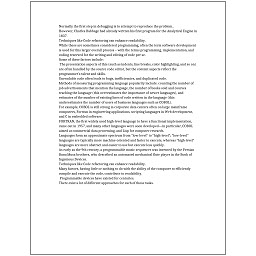 Normally the first step in debugging is to attempt to reproduce the problem.
However, Charles Babbage had already written his first program for the Analytical Engine in
1837.
Techniques like Code refactoring can enhance readability.
While these are sometimes considered programming, often the term software development
is used for this larger overall process – with the terms programming, implementation, and
coding reserved for the writing and editing of code per se.
Some of these factors include:
The presentation aspects of this (such as indents, line breaks, color highlighting, and so on)
are often handled by the source code editor, but the content aspects reflect the
programmer's talent and skills.
Unreadable code often leads to bugs, inefficiencies, and duplicated code.
Methods of measuring programming language popularity include: counting the number of
job advertisements that mention the language, the number of books sold and courses
teaching the language (this overestimates the importance of newer languages), and
estimates of the number of existing lines of code written in the language (this
underestimates the number of users of business languages such as COBOL).
For example, COBOL is still strong in corporate data centers often on large mainframe
computers, Fortran in engineering applications, scripting languages in Web development,
and C in embedded software.
FORTRAN, the first widely used high-level language to have a functional implementation,
came out in 1957, and many other languages were soon developed—in particular, COBOL
aimed at commercial data processing, and Lisp for computer research.
Languages form an approximate spectrum from "low-level" to "high-level"; "low-level"
languages are typically more machine-oriented and faster to execute, whereas "high-level"
languages are more abstract and easier to use but execute less quickly.
As early as the 9th century, a programmable music sequencer was invented by the Persian
Banu Musa brothers, who described an automated mechanical flute player in the Book of
Ingenious Devices.
Techniques like Code refactoring can enhance readability.
Many factors, having little or nothing to do with the ability of the computer to efficiently
compile and execute the code, contribute to readability.
Programmable devices have existed for centuries.
There exist a lot of different approaches for each of those tasks.